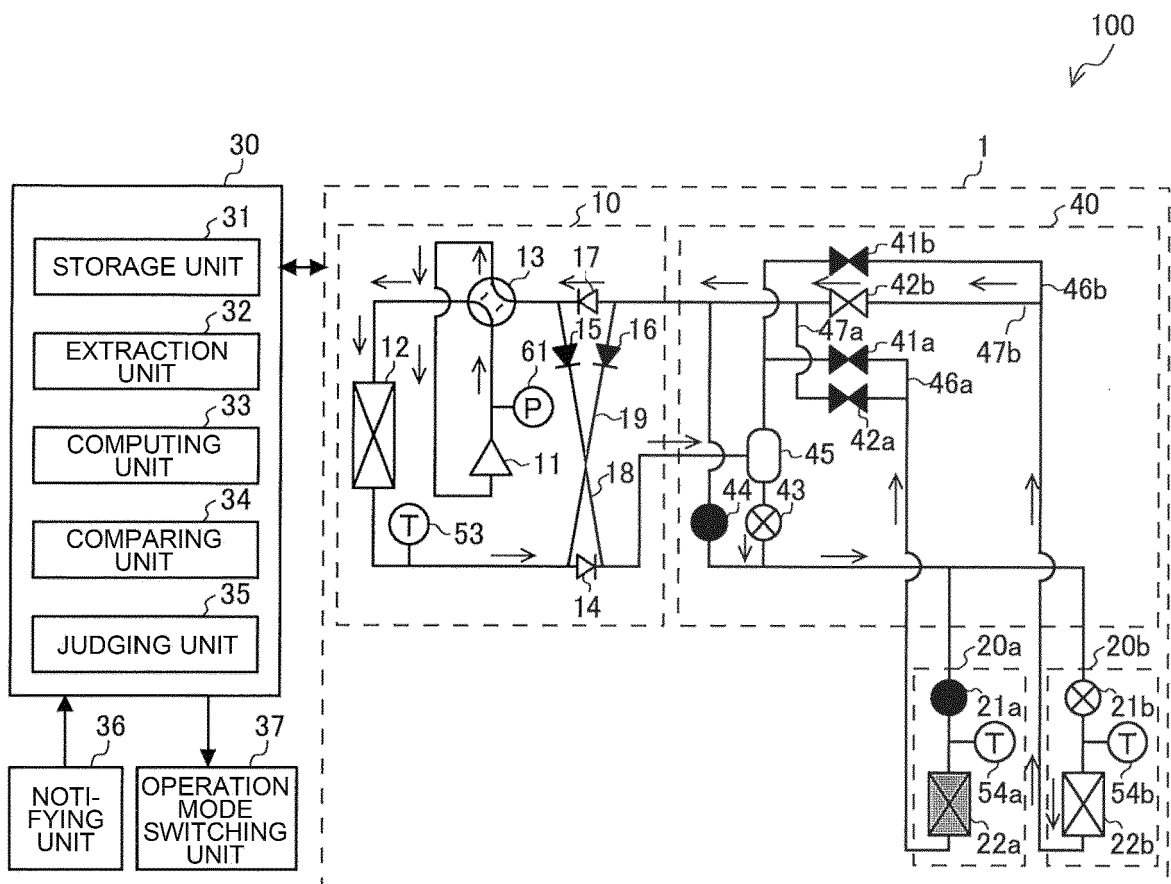 100
30
1
31
STORAGE UNIT
10
40
32
EXTRACTION
UNIT
13
17
41b
42b
46b
33
COMPUTING
UNIT
12
61
P
15
16
47a
41a
47b
46a
42a
34
COMPARING
UNIT
19
11
18
45
T
53
44
43
35
JUDGING UNIT
14
20a
20b
36
NOTI-
FYING
UNIT
37
OPERATION
MODE
SWITCHING
UNIT
21a
21b
T
T
54a
54b
22a
22b